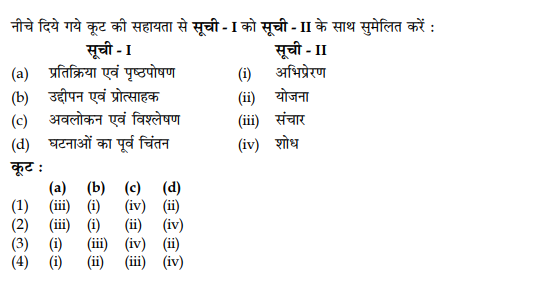 नीचे दिये गये कूट की सहायता से सूची - I को सूची - II के साथ सुमेलित करें :
सूची - I सूची - II
(a) प्रतिक्रिया एवं पृष्ठपोषण (i) अभिप्रेरण
(b) उद्दीपन एवं प्रोत्साहक (ii) योजना
(c) अवलोकन एवं विश्लेषण (iii) संचार
(d) घटनाओं का पूर्व चिंतन (iv) शोध
कूट :
(a) (b) (c) (d)
(1) (iii) (i) (iv) (ii)
(2) (iii) (i) (ii) (iv)
(3) (i) (iii) (iv) (ii)
(4) (i) (ii) (iii) (iv)